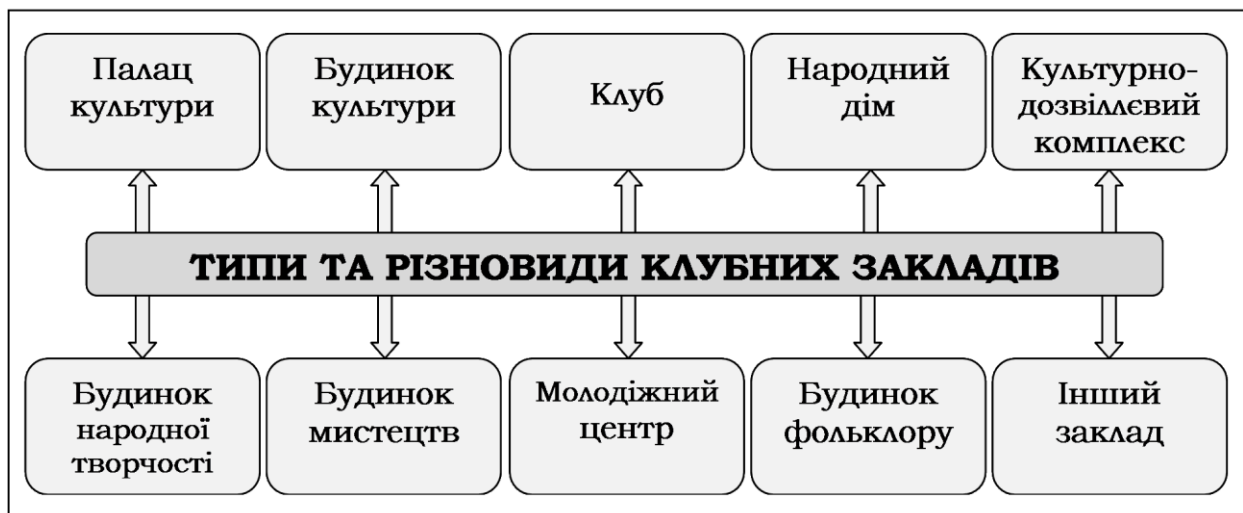 Палац
культури
Будинок
культури
Клуб
Народний
дім
Культурно-
дозвіллєвий
комплекс
ТИПИ ТА РІЗНОВИДИ КЛУБНИХ ЗАКЛАДІВ
Будинок
народної
творчості
Будинок
мистецтв
Молодіжний
центр
Будинок
фольклору
Інший
заклад